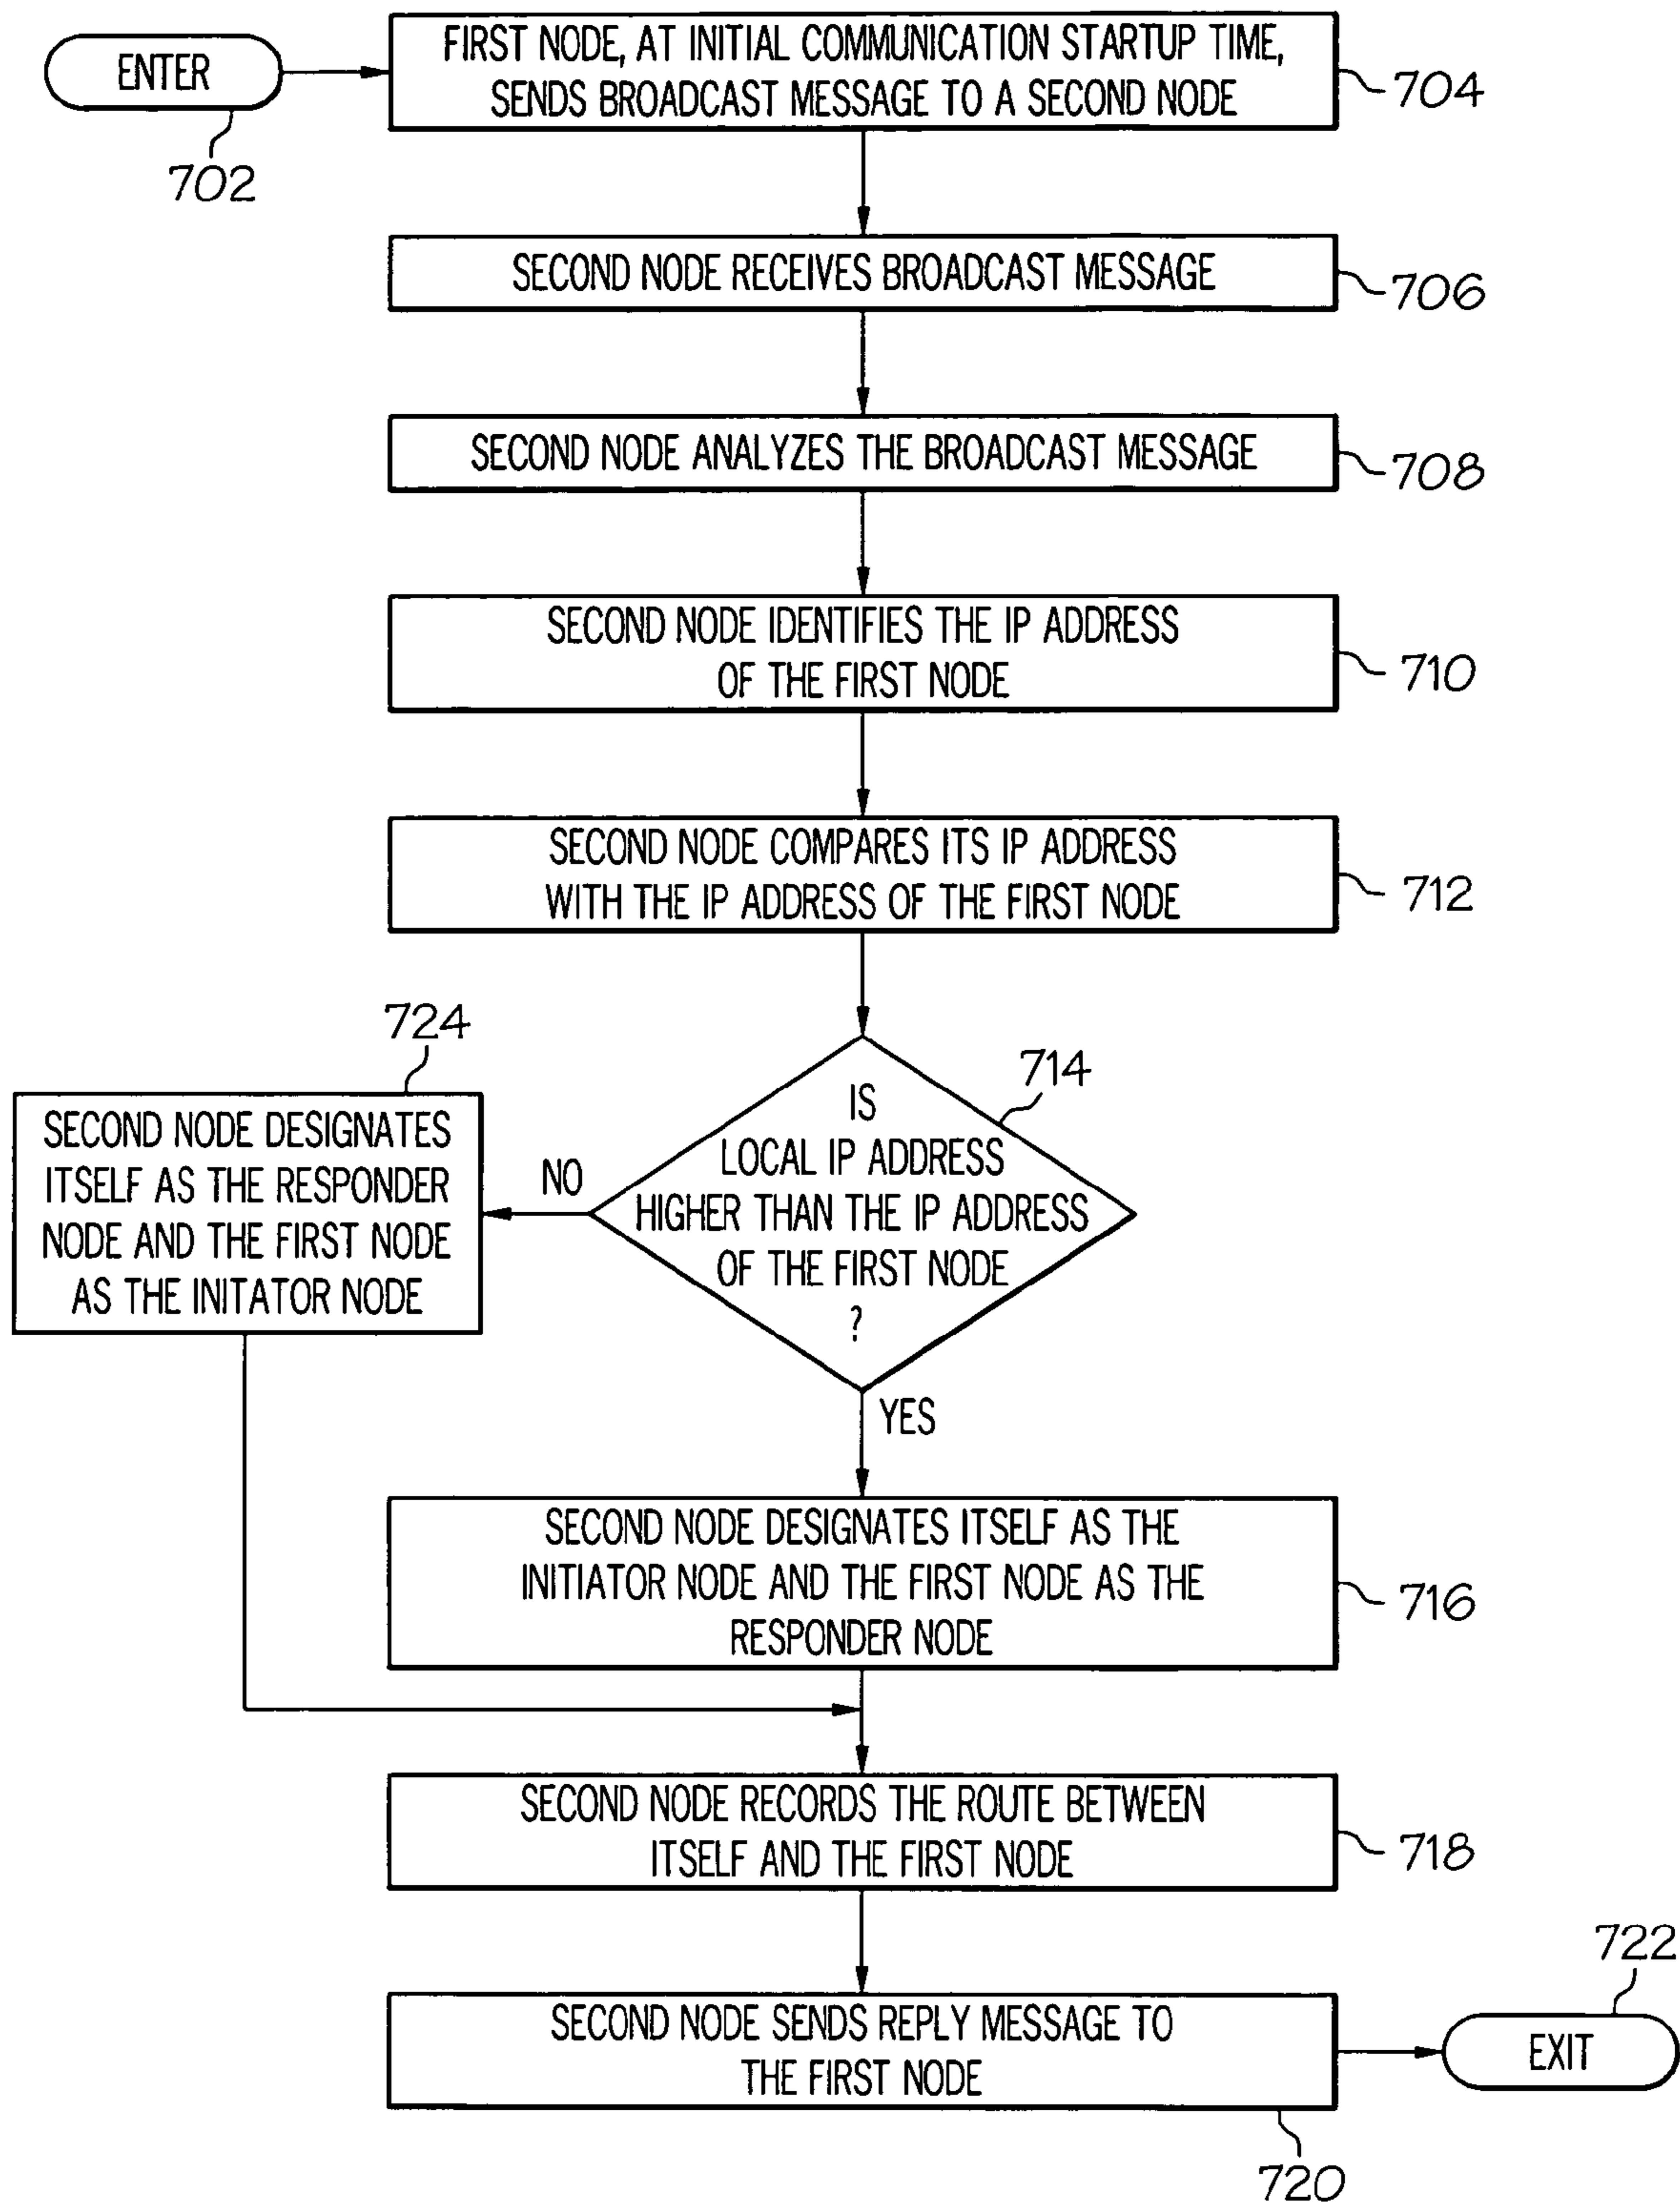 ENTER
702
FIRST NODE, AT INITIAL COMMUNICATION STARTUP TIME,
SENDS BROADCAST MESSAGE TO A SECOND NODE
704
SECOND NODE RECEIVES BROADCAST MESSAGE
706
SECOND NODE ANALYZES THE BROADCAST MESSAGE
708
SECOND NODE IDENTIFIES THE IP ADDRESS
OF THE FIRST NODE
710
SECOND NODE COMPARES ITS IP ADDRESS
WITH THE IP ADDRESS OF THE FIRST NODE
712
IS
LOCAL IP ADDRESS
HIGHER THAN THE IP ADDRESS
OF THE FIRST NODE
?
714
NO
724
SECOND NODE DESIGNATES
ITSELF AS THE RESPONDER
NODE AND THE FIRST NODE
AS THE INITATOR NODE
YES
SECOND NODE DESIGNATES ITSELF AS THE
INITIATOR NODE AND THE FIRST NODE AS THE
RESPONDER NODE
716
SECOND NODE RECORDS THE ROUTE BETWEEN
ITSELF AND THE FIRST NODE
718
SECOND NODE SENDS REPLY MESSAGE TO
THE FIRST NODE
720
722
EXIT